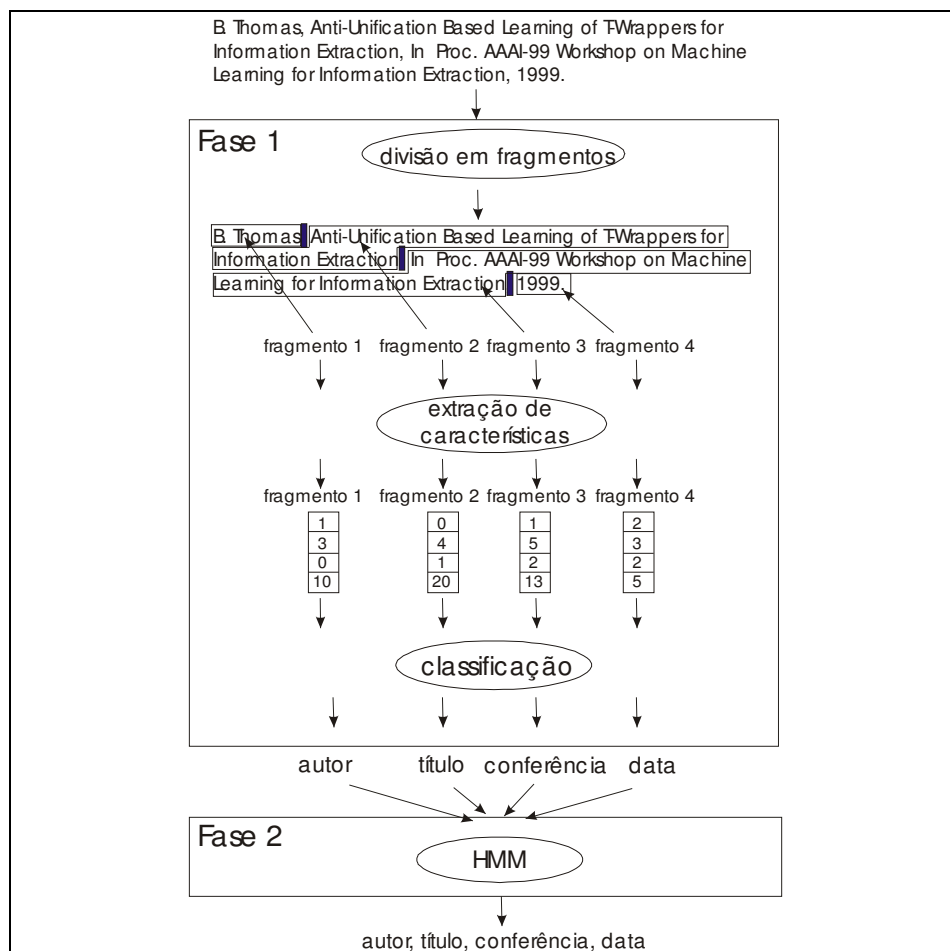 B. Thomas, Anti-Unification Based Learning of T-Wrappers for
Information Extraction, In Proc. AAAI-99 Workshop on Machine
Learning for Information Extraction, 1999.
Fase 1
divisão em fragmentos
B. Thomas Anti-Unification Based Learning of T-Wrappers for
Information Extraction In Proc. AAAI-99 Workshop on Machine
Learning for Information Extraction 1999.
fragmento 1 fragmento 2 fragmento 3 fragmento 4
extração de
características
fragmento 1 fragmento 2 fragmento 3 fragmento 4
1 0 1 2
3 4 5 3
0 1 2 2
10 20 13 5
classificação
autor título conferência data
Fase 2
HMM
autor, título, conferência, data